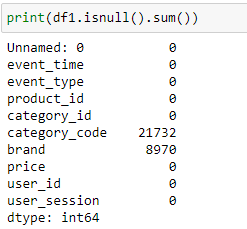 print(df1.isnull().sum())
Unnamed: 0 0
event_time 0
event_type 0
product_id 0
category_id 0
category_code 21732
brand 8970
price 0
user_id 0
user_session 0
dtype: int64